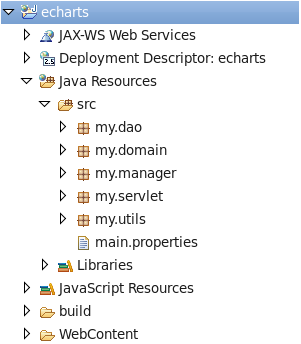 echarts
JAX-WS Web Services
Deployment Descriptor: echarts
Java Resources
src
my.dao
my.domain
my.manager
my.servlet
my.utils
main.properties
Libraries
JavaScript Resources
build
WebContent